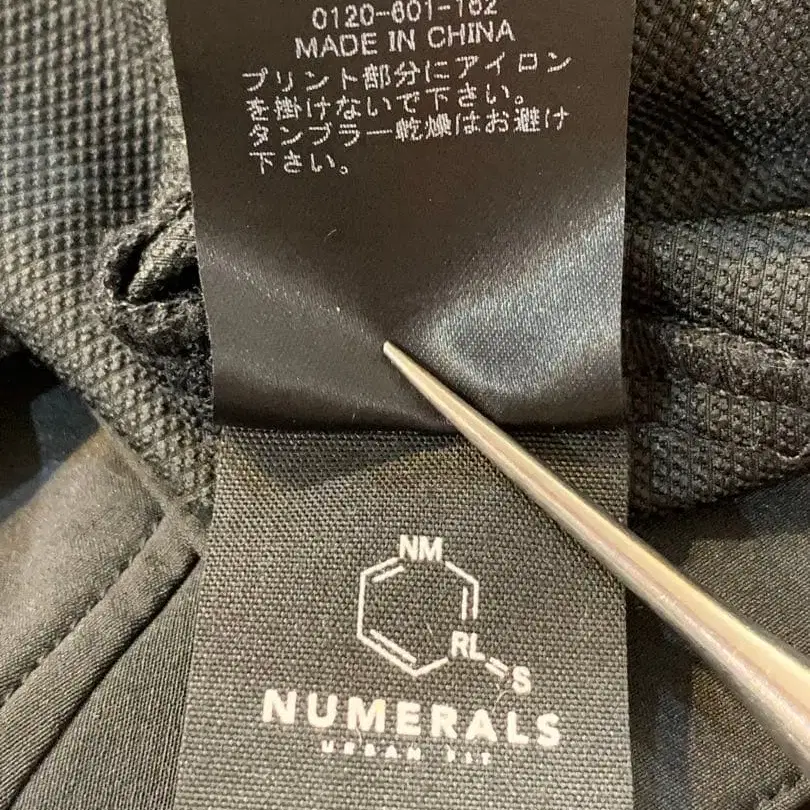 0120-601-162
MADE IN CHINA
プリント部分にアイロン
を掛けないで下さい。
タンブラー乾燥はお避け
下さい。
NM
RL
S
NUMERALS
URBAN FIT